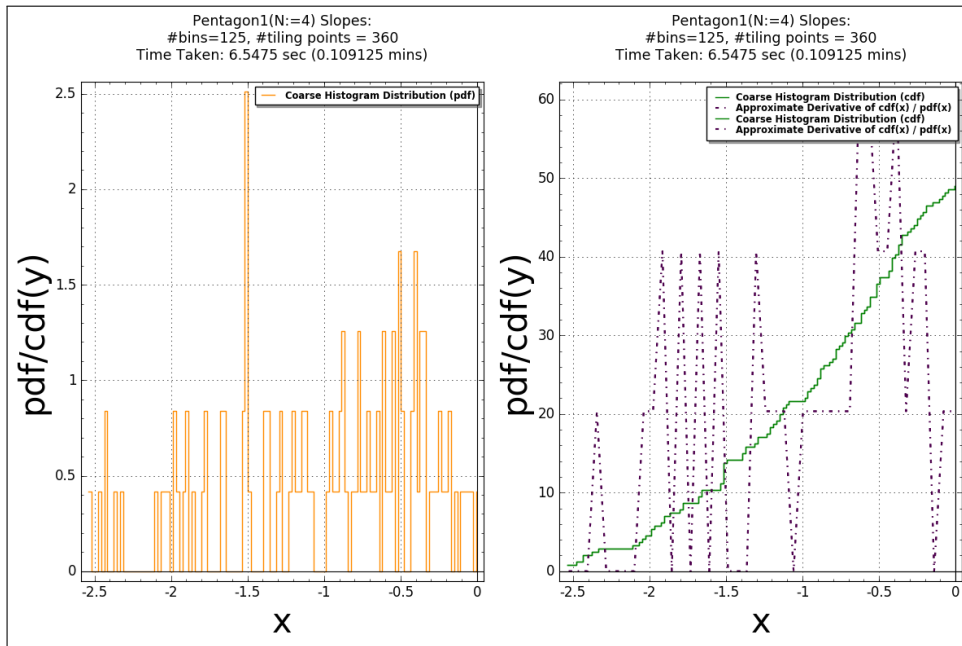 Pentagon1(N:=4) Slopes:
#bins=125, #tiling points = 360
Time Taken: 6.5475 sec (0.109125 mins)
Coarse Histogram Distribution (pdf)
2.5
2
1.5
1
0.5
0
pdf/cdf(y)
-2.5 -2 -1.5 -1 -0.5 0
x
Pentagon1(N:=4) Slopes:
#bins=125, #tiling points = 360
Time Taken: 6.5475 sec (0.109125 mins)
Coarse Histogram Distribution (cdf)
Approximate Derivative of cdf(x) / pdf(x)
Coarse Histogram Distribution (cdf)
Approximate Derivative of cdf(x) / pdf(x)
60
50
40
30
20
10
0
pdf/cdf(y)
-2.5 -2 -1.5 -1 -0.5 0
x